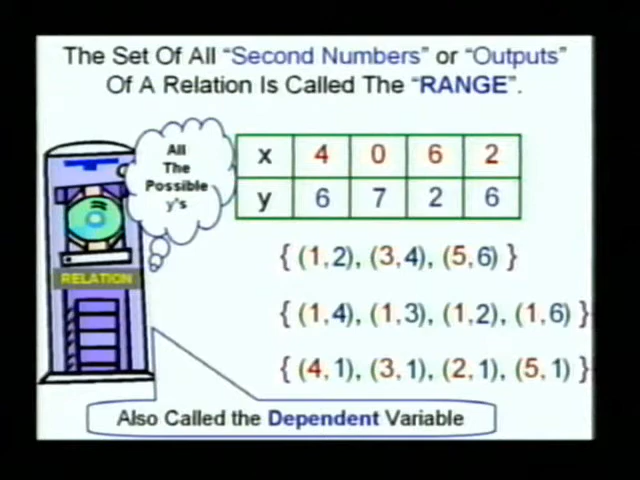 The Set Of All “Second Numbers” or “Outputs”
Of A Relation Is Called The “RANGE”.
All
The
Possible
y's
x 4 0 6 2
y 6 7 2 6
RELATION
{ (1,2), (3,4), (5,6) }
{ (1,4), (1,3), (1,2), (1,6) }
{ (4,1), (3,1), (2,1), (5,1) }
Also Called the Dependent Variable